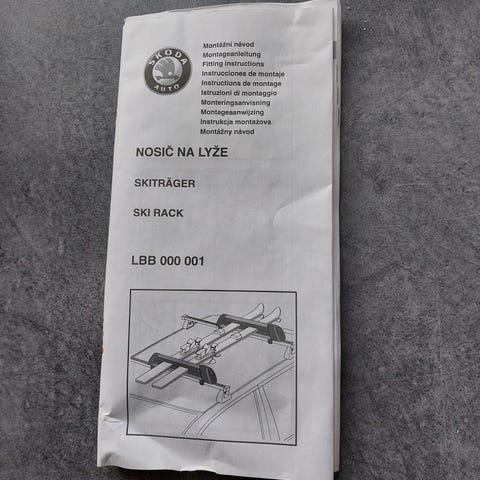 SKODA
AUTO
Montážní návod
Montageanleitung
Fitting instructions
Instrucciones de montaje
Instructions de montage
Istruzioni di montaggio
Monteringsanvisning
Montageaanwijzing
Instrukcja montażowa
Montážny návod
NOSIČ NA LYŽE
SKITRÄGER
SKI RACK
LBB 000 001